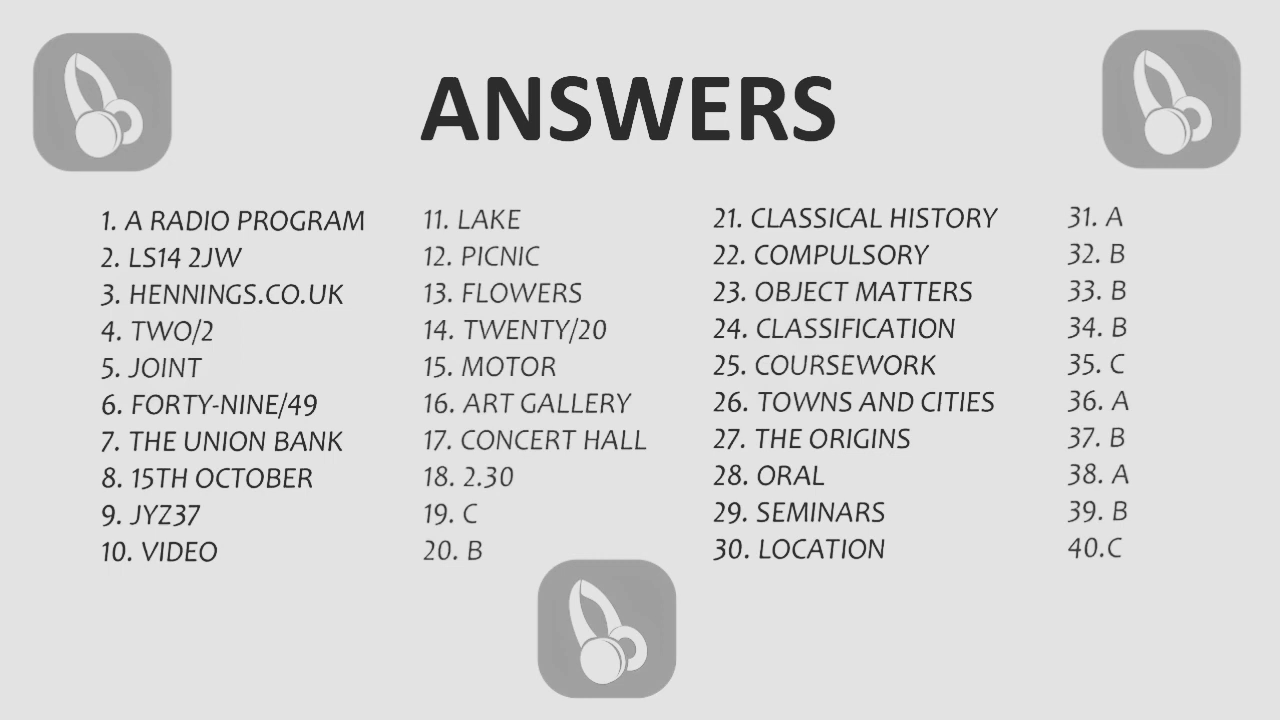 ANSWERS
1. A RADIO PROGRAM
2. LS14 2JW
3. HENNINGS.CO.UK
4. TWO/2
5. JOINT
6. FORTY-NINE/49
7. THE UNION BANK
8. 15TH OCTOBER
9. JYZ37
10. VIDEO
11. LAKE
12. PICNIC
13. FLOWERS
14. TWENTY/20
15. MOTOR
16. ART GALLERY
17. CONCERT HALL
18. 2.30
19. C
20. B
21. CLASSICAL HISTORY
22. COMPULSORY
23. OBJECT MATTERS
24. CLASSIFICATION
25. COURSEWORK
26. TOWNS AND CITIES
27. THE ORIGINS
28. ORAL
29. SEMINARS
30. LOCATION
31. A
32. B
33. B
34. B
35. C
36. A
37. B
38. A
39. B
40.C